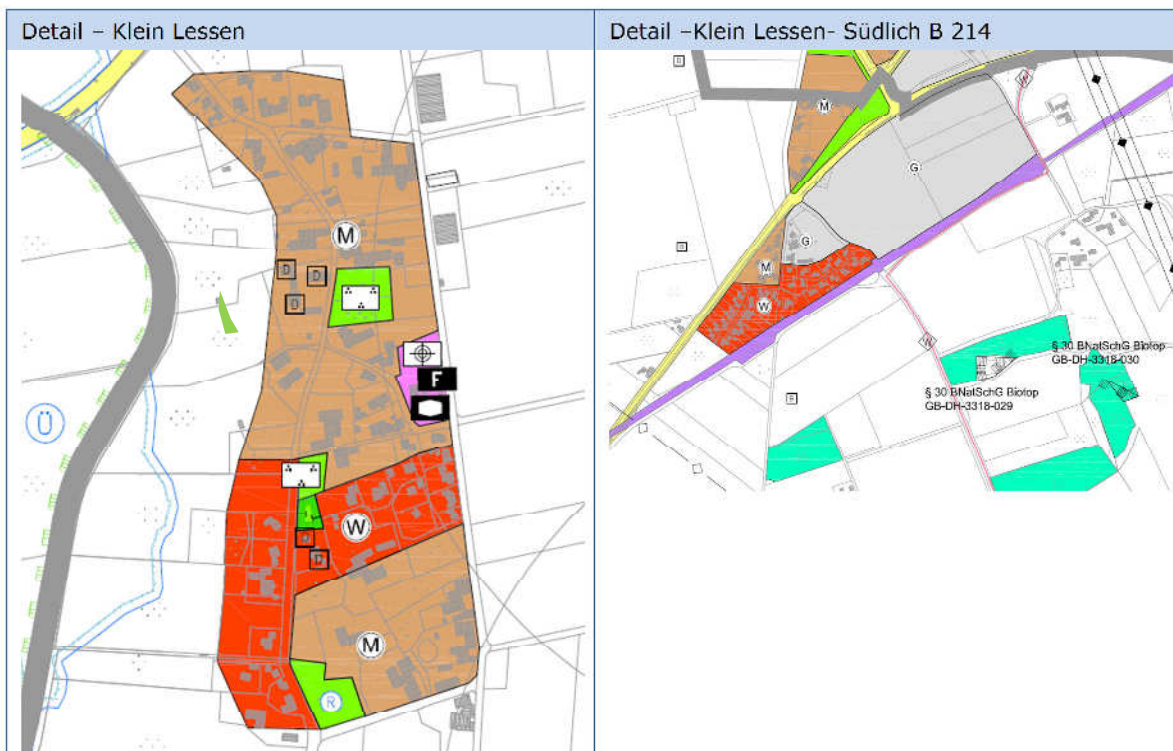 Detail – Klein Lessen
Detail –Klein Lessen- Südlich B 214
M
D
D
D
F
Ü
W
D
D
M
R
D
W
M
G
D
G
M
W
W
§ 30 BNatSchG Biotop
GB-DH-3318-030
§ 30 BNatSchG Biotop
GB-DH-3318-029